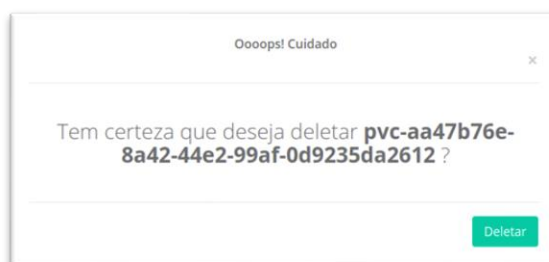 Oooops! Cuidado
×
Tem certeza que deseja deletar pvc-aa47b76e-
8a42-44e2-99af-0d9235da2612 ?
Deletar